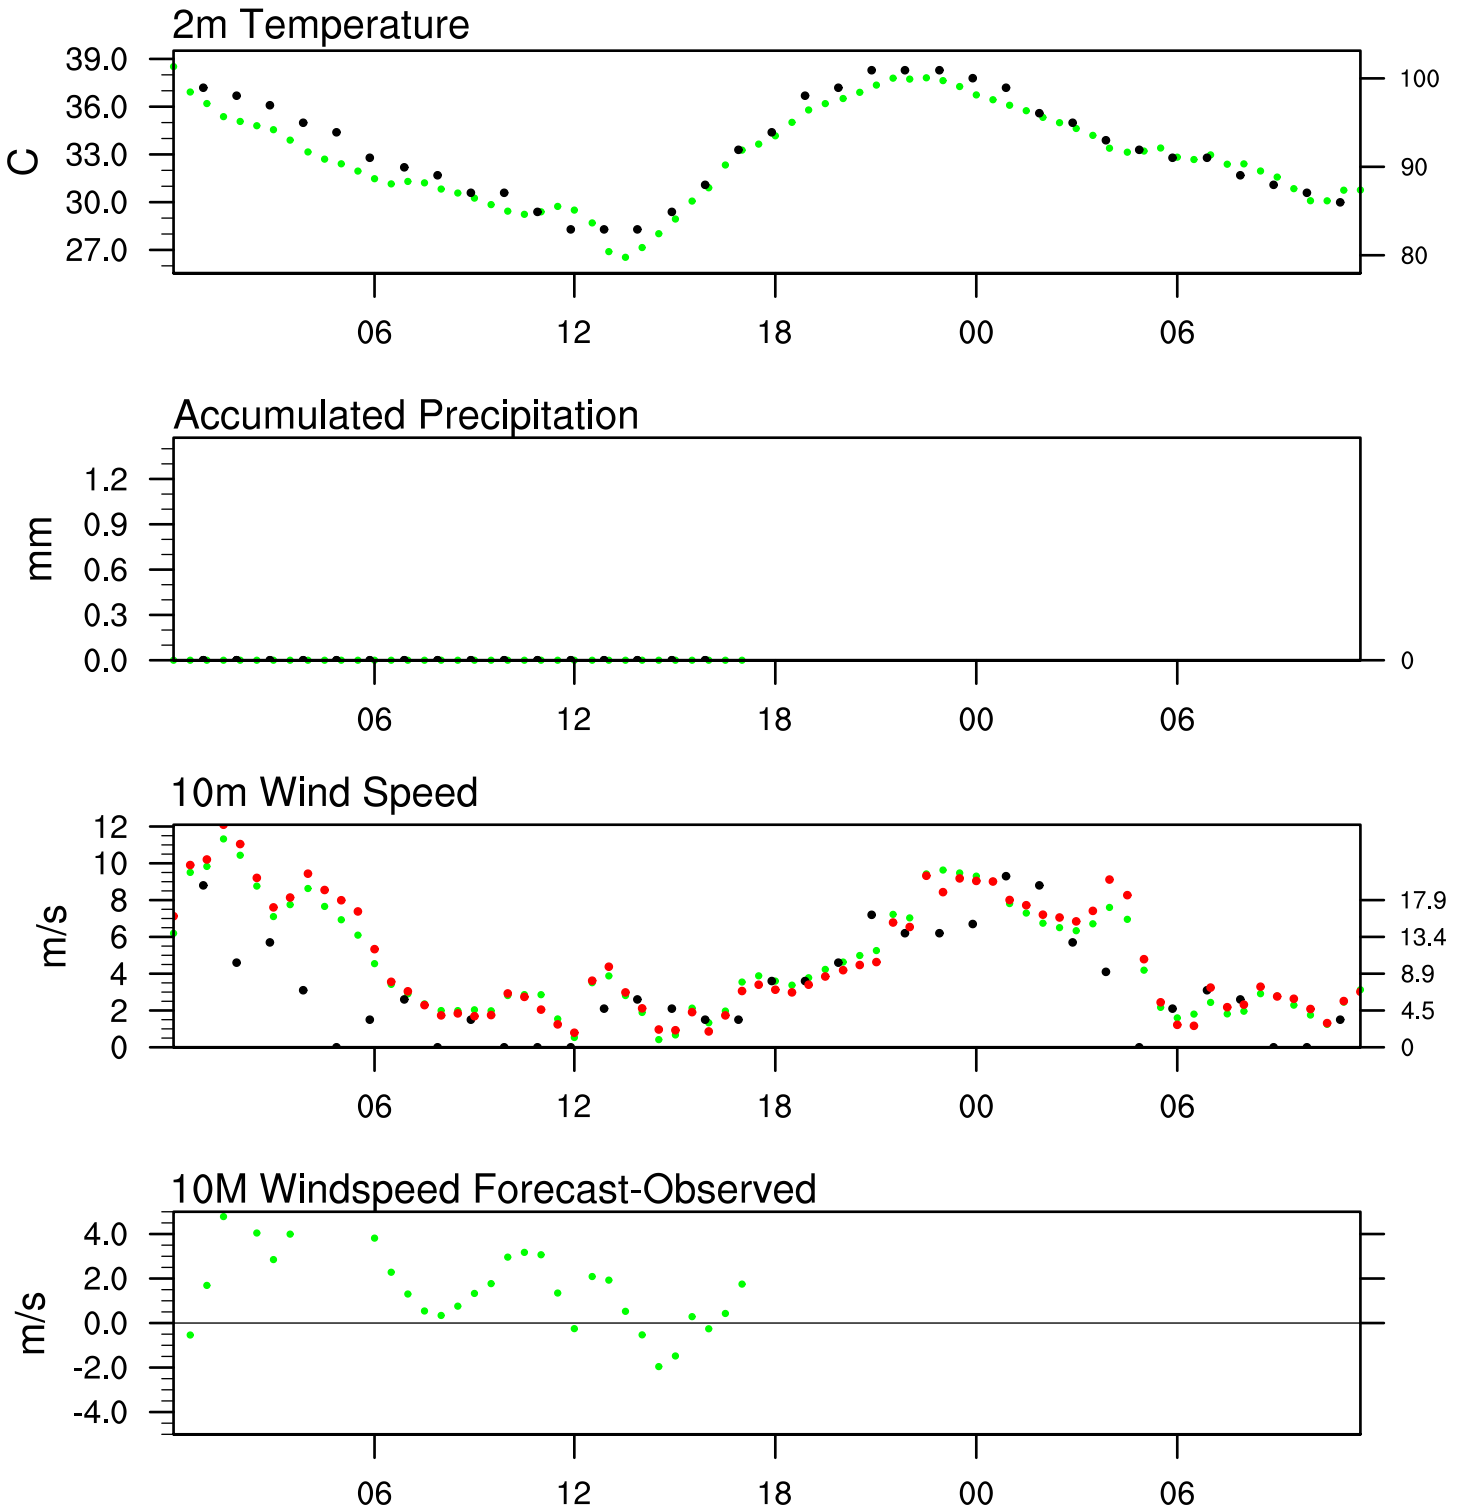 2m Temperature
39.0
36.0
33.0
30.0
27.0
C
100
90
80
06 12 18 00 06
Accumulated Precipitation
1.2
0.9
0.6
0.3
0.0
mm
0
06 12 18 00 06
10m Wind Speed
12
10
8
6
4
2
0
m/s
17.9
13.4
8.9
4.5
0
06 12 18 00 06
10M Windspeed Forecast-Observed
4.0
2.0
0.0
-2.0
-4.0
m/s
06 12 18 00 06